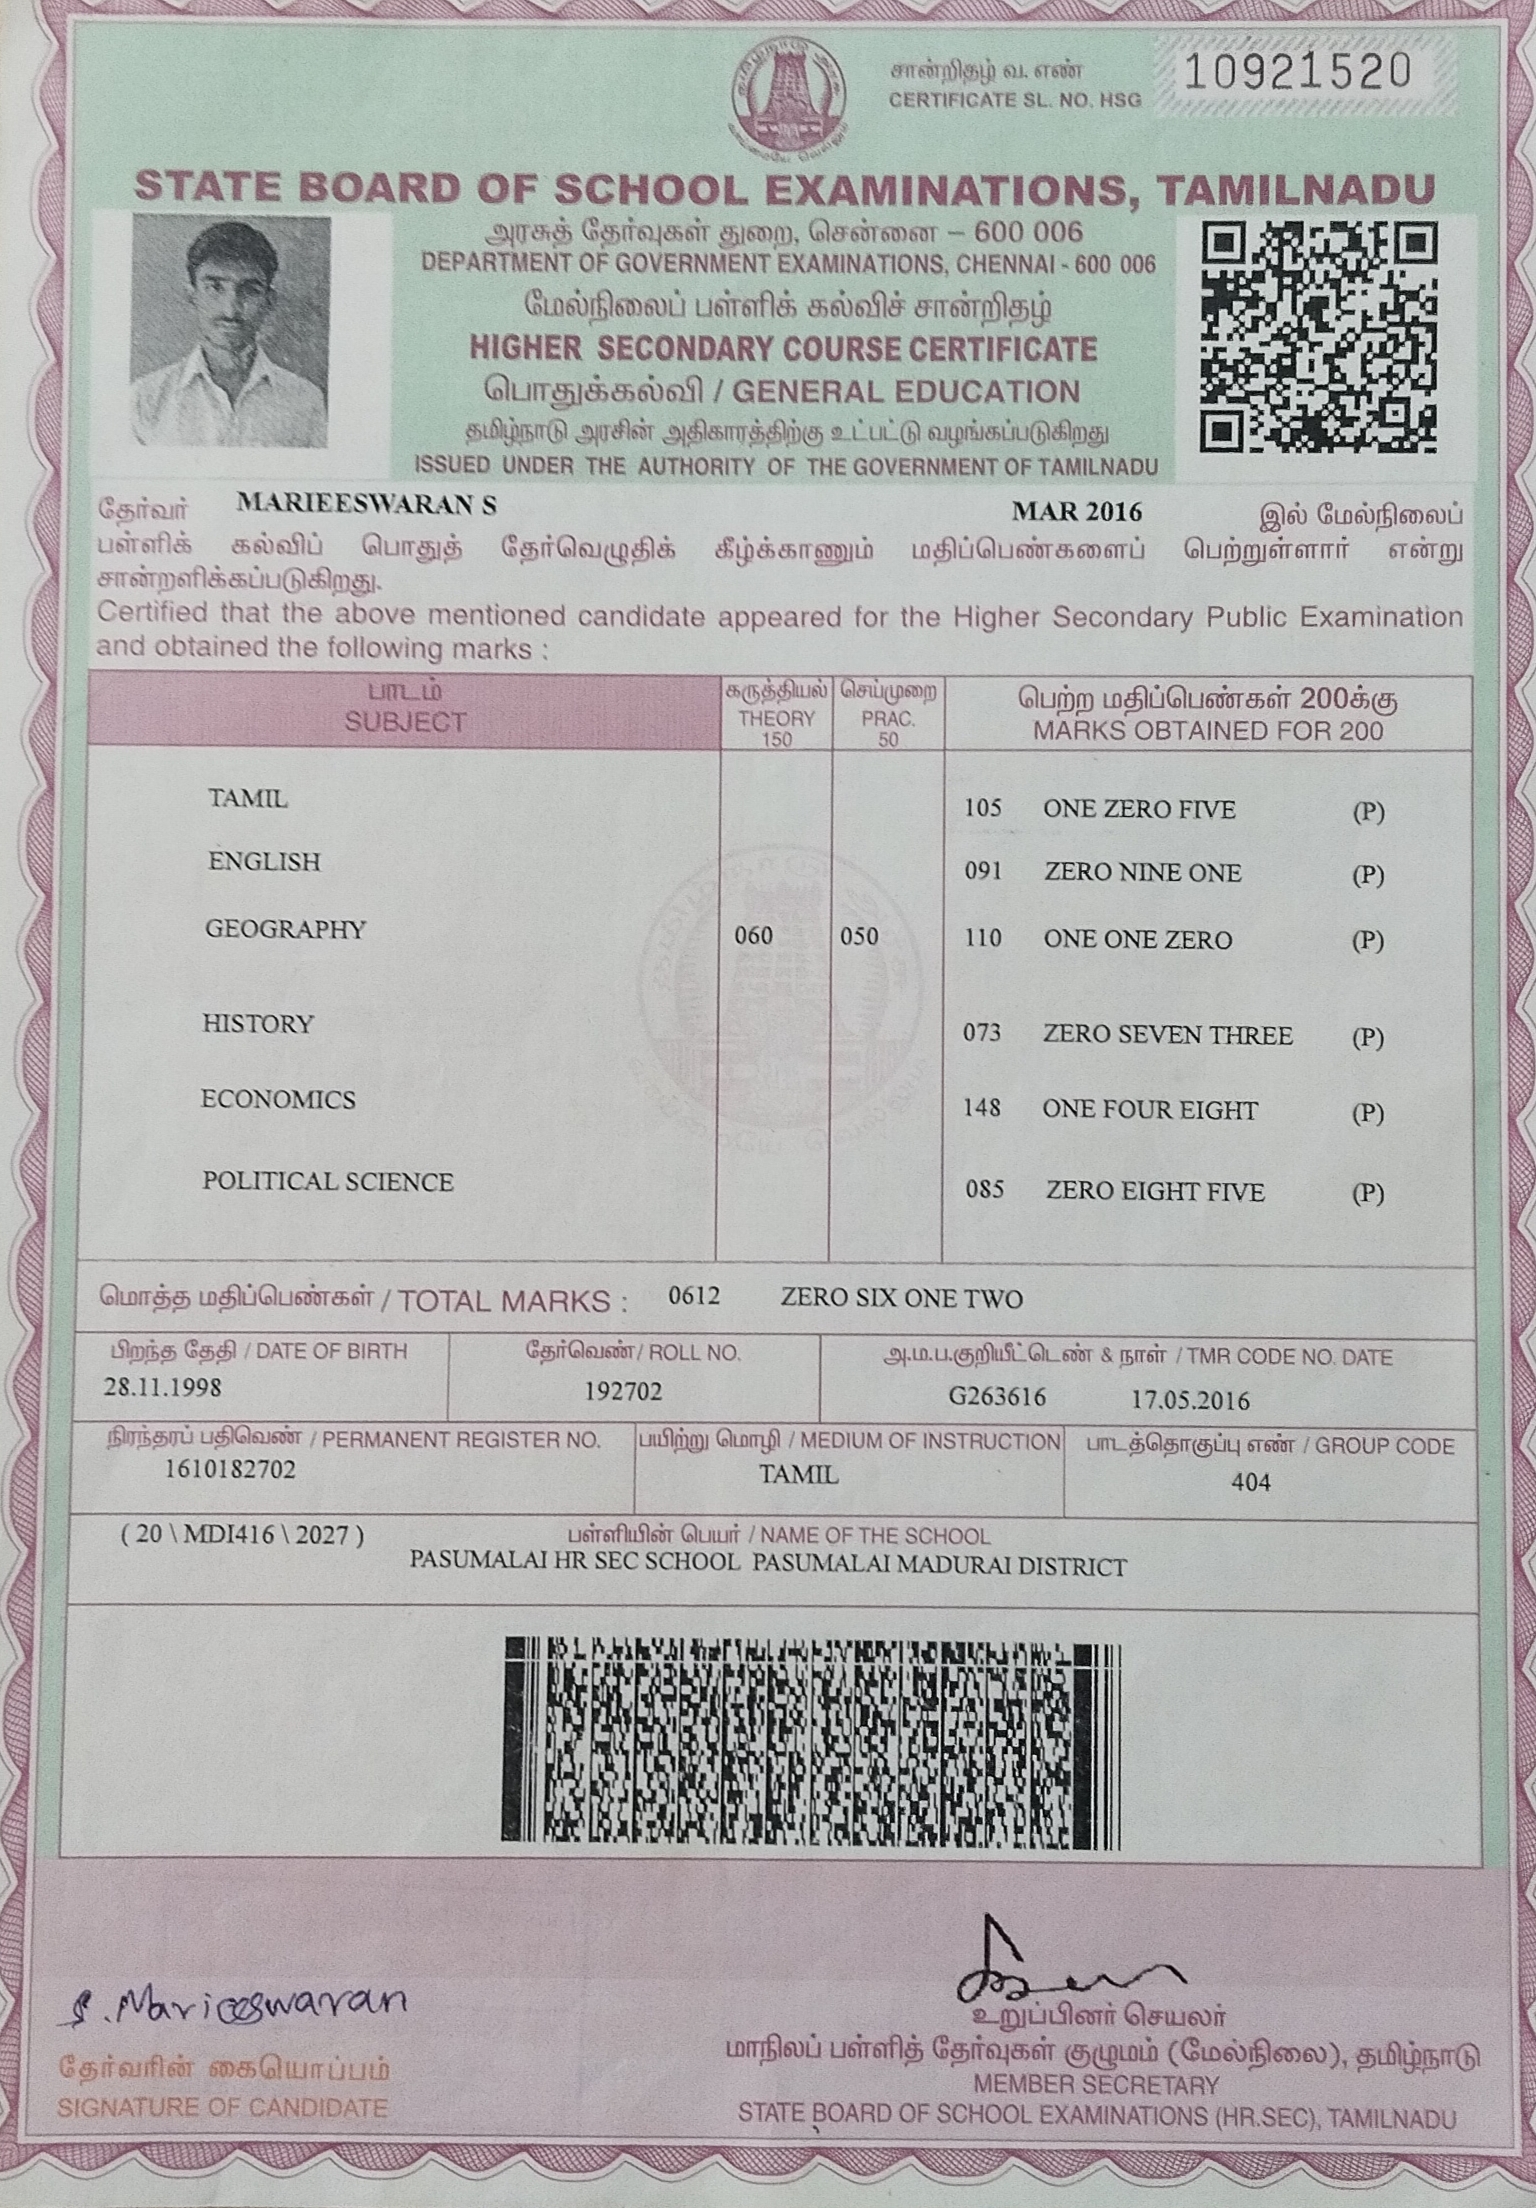 சான்றிதழ் வ. எண்
CERTIFICATE SL. NO. HSG
10921520
STATE BOARD OF SCHOOL EXAMINATIONS, TAMILNADU
அரசுத் தேர்வுகள் துறை, சென்னை – 600 006
DEPARTMENT OF GOVERNMENT EXAMINATIONS, CHENNAI - 600 006
மேல்நிலைப் பள்ளிக் கல்விச் சான்றிதழ்
HIGHER SECONDARY COURSE CERTIFICATE
பொதுக்கல்வி / GENERAL EDUCATION
தமிழ்நாடு அரசின் அதிகாரத்திற்கு உட்பட்டு வழங்கப்படுகிறது
ISSUED UNDER THE AUTHORITY OF THE GOVERNMENT OF TAMILNADU
தேர்வர் MARIEESWARAN S MAR 2016 இல் மேல்நிலைப்
பள்ளிக் கல்விப் பொதுத் தேர்வெழுதிக் கீழ்க்காணும் மதிப்பெண்களைப் பெற்றுள்ளார் என்று
சான்றளிக்கப்படுகிறது.
Certified that the above mentioned candidate appeared for the Higher Secondary Public Examination
and obtained the following marks :
பாடம் கருத்தியல் செய்முறை பெற்ற மதிப்பெண்கள் 200க்கு
SUBJECT THEORY PRAC. MARKS OBTAINED FOR 200
150 50
TAMIL 105 ONE ZERO FIVE (P)
ENGLISH 091 ZERO NINE ONE (P)
GEOGRAPHY 060 050 110 ONE ONE ZERO (P)
HISTORY 073 ZERO SEVEN THREE (P)
ECONOMICS 148 ONE FOUR EIGHT (P)
POLITICAL SCIENCE 085 ZERO EIGHT FIVE (P)
மொத்த மதிப்பெண்கள் / TOTAL MARKS : 0612 ZERO SIX ONE TWO
பிறந்த தேதி / DATE OF BIRTH தேர்வெண்/ ROLL NO. அ.ம.ப.குறியீட்டெண் & நாள் / TMR CODE NO. DATE
28.11.1998 192702 G263616 17.05.2016
நிரந்தரப் பதிவெண் / PERMANENT REGISTER NO. பயிற்று மொழி / MEDIUM OF INSTRUCTION பாடத்தொகுப்பு எண் / GROUP CODE
1610182702 TAMIL 404
( 20 \ MDI416 \ 2027 ) பள்ளியின் பெயர் / NAME OF THE SCHOOL
PASUMALAI HR SEC SCHOOL PASUMALAI MADURAI DISTRICT
S. Marieeswaran
தேர்வரின் கையொப்பம்
SIGNATURE OF CANDIDATE
உறுப்பினர் செயலர்
மாநிலப் பள்ளித் தேர்வுகள் குழுமம் (மேல்நிலை), தமிழ்நாடு
MEMBER SECRETARY
STATE BOARD OF SCHOOL EXAMINATIONS (HR.SEC), TAMILNADU